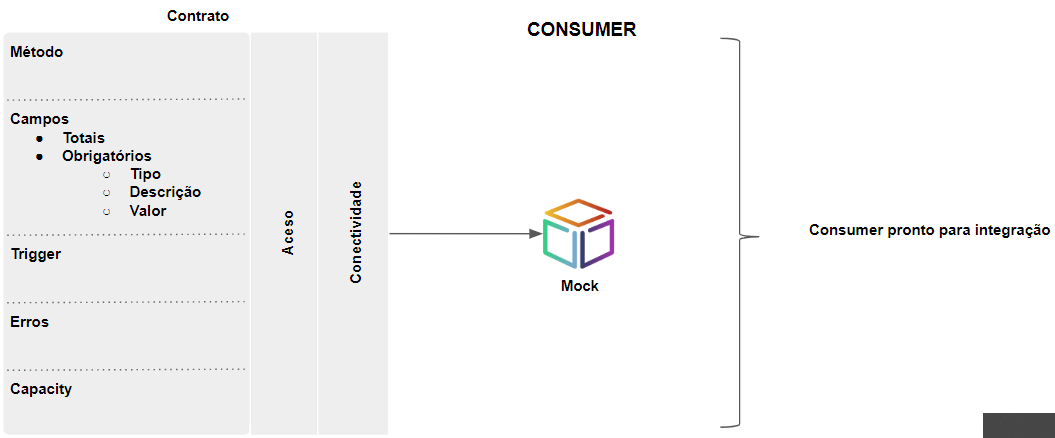 Contrato
CONSUMER
Método
Campos
● Totais
● Obrigatórios
○ Tipo
○ Descrição
○ Valor
Trigger
Erros
Capacity
Aceso
Conectividade
Mock
Consumer pronto para integração